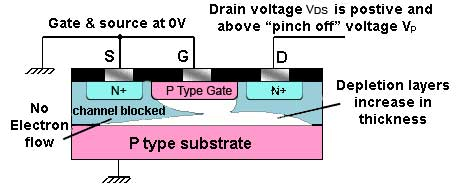 Gate & source at 0V
Drain voltage VDS is postive and
above “pinch off” voltage VP
S
G
D
N+
P Type Gate
N+
No
Electron
flow
channel blocked
Depletion layers
increase in
thickness
P type substrate